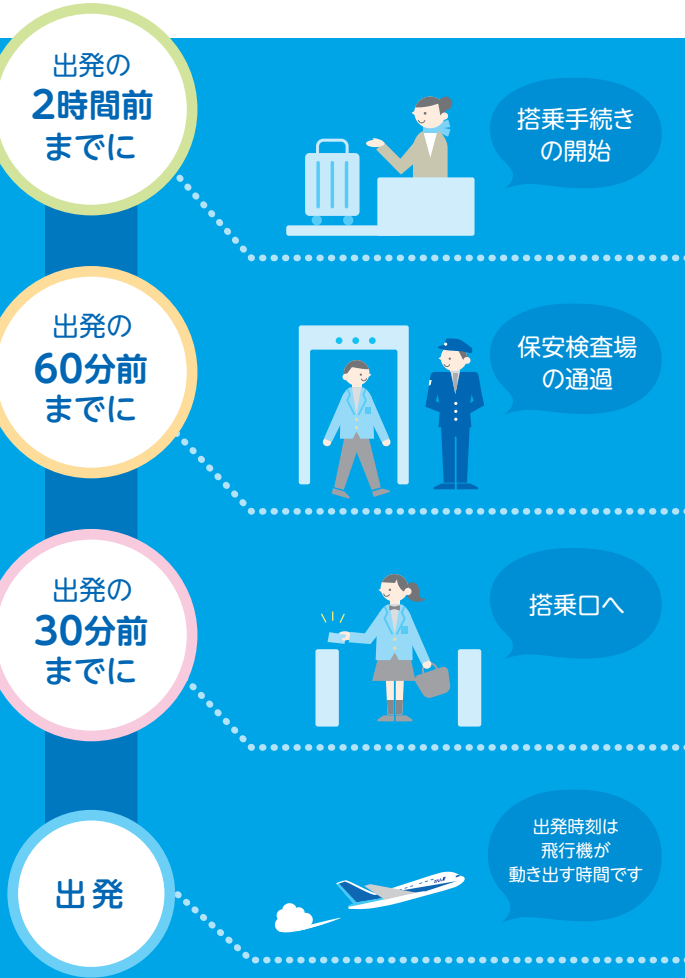 出発の
2時間前
までに
搭乗手続き
の開始
出発の
60分前
までに
保安検査場
の通過
出発の
30分前
までに
搭乗口へ
出発
出発時刻は
飛行機が
動き出す時間です